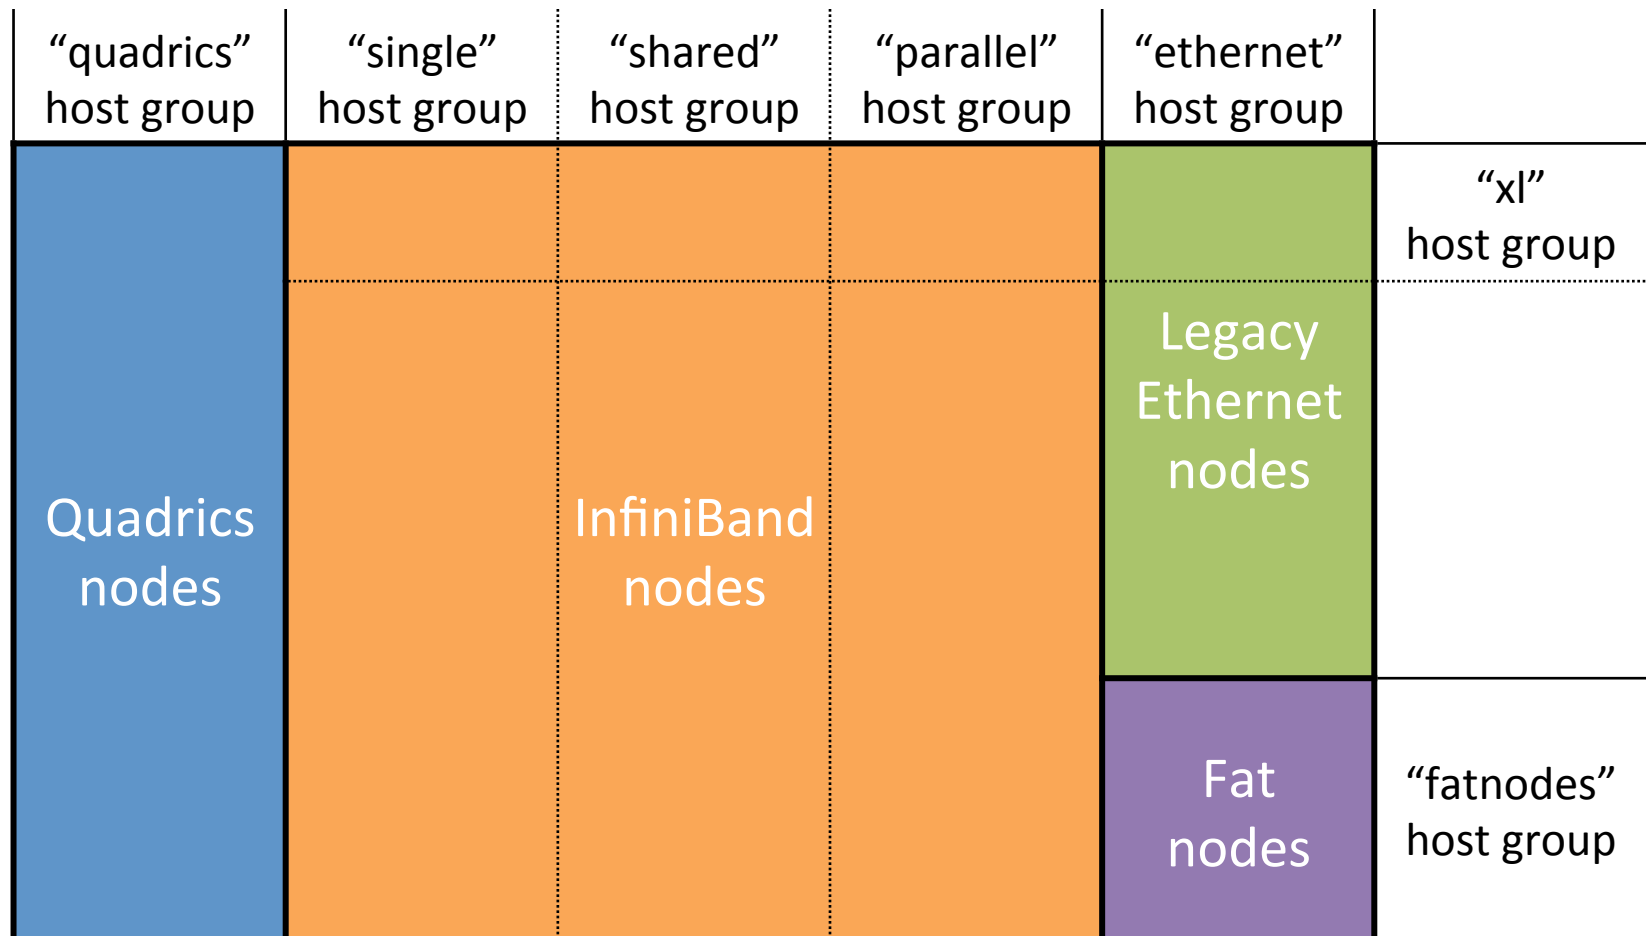 “quadrics”
host group
“single”
host group
“shared”
host group
“parallel”
host group
“ethernet”
host group
“xl”
host group
Legacy
Ethernet
nodes
Quadrics
nodes
InfiniBand
nodes
Fat
nodes
“fatnodes”
host group